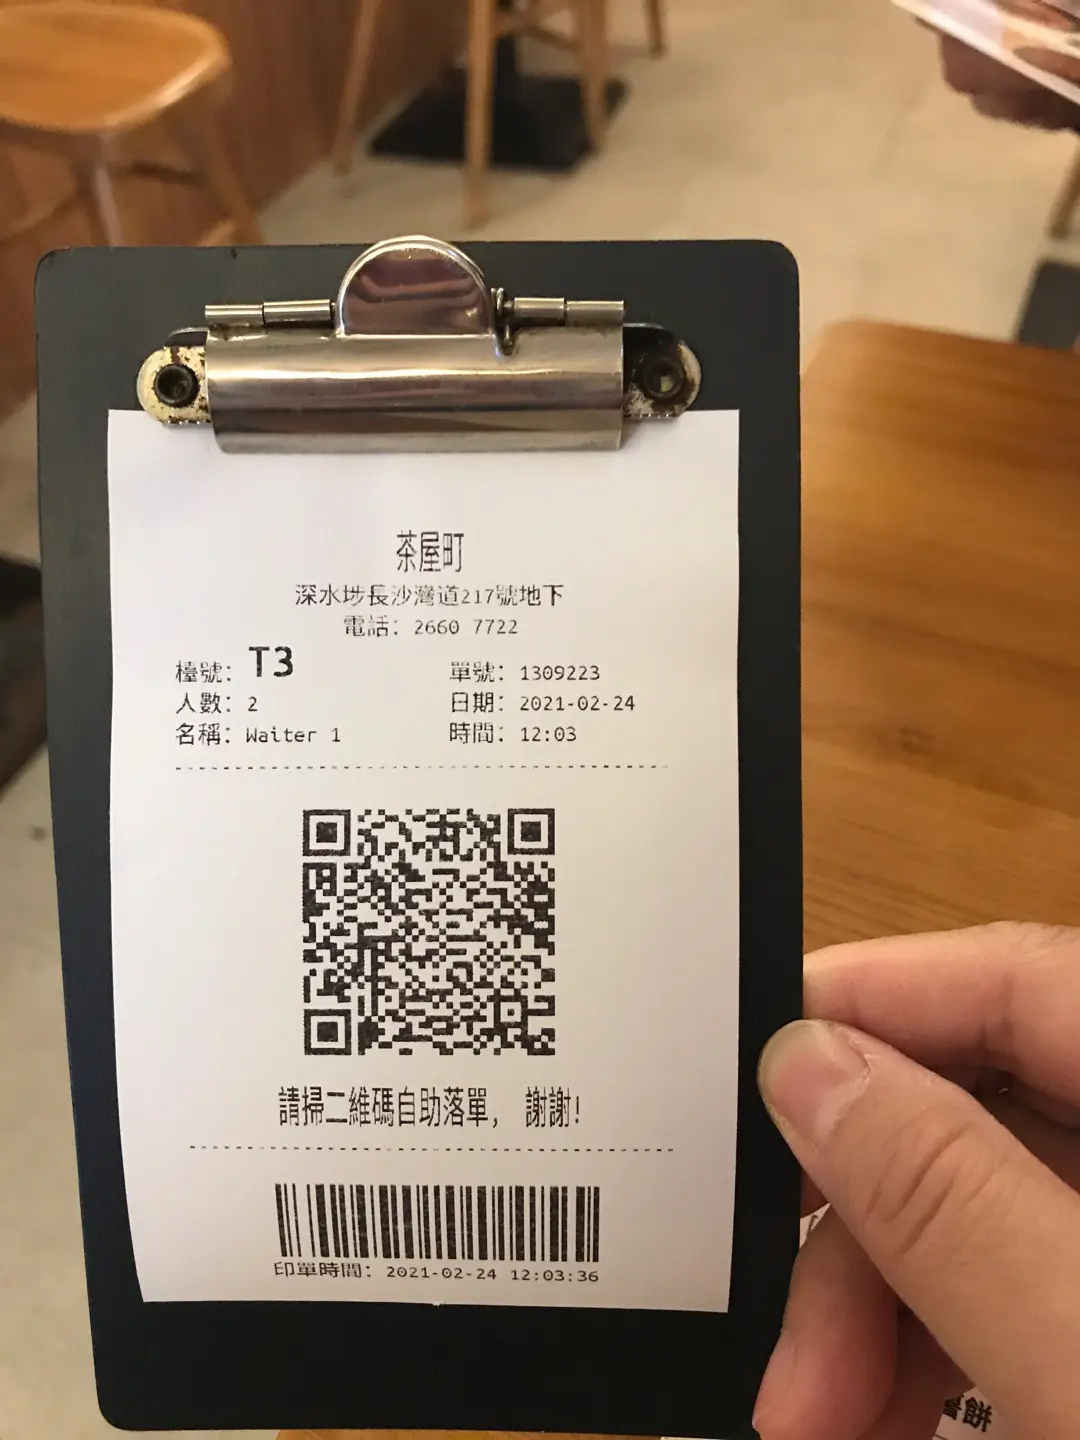 茶屋町
深水埗長沙灣道217號地下
電話：2660 7722
檯號：T3 單號：1309223
人數：2 日期：2021-02-24
名稱：Waiter 1 時間：12:03
請掃二維碼自助落單，謝謝！
印單時間：2021-02-24 12:03:36
餅